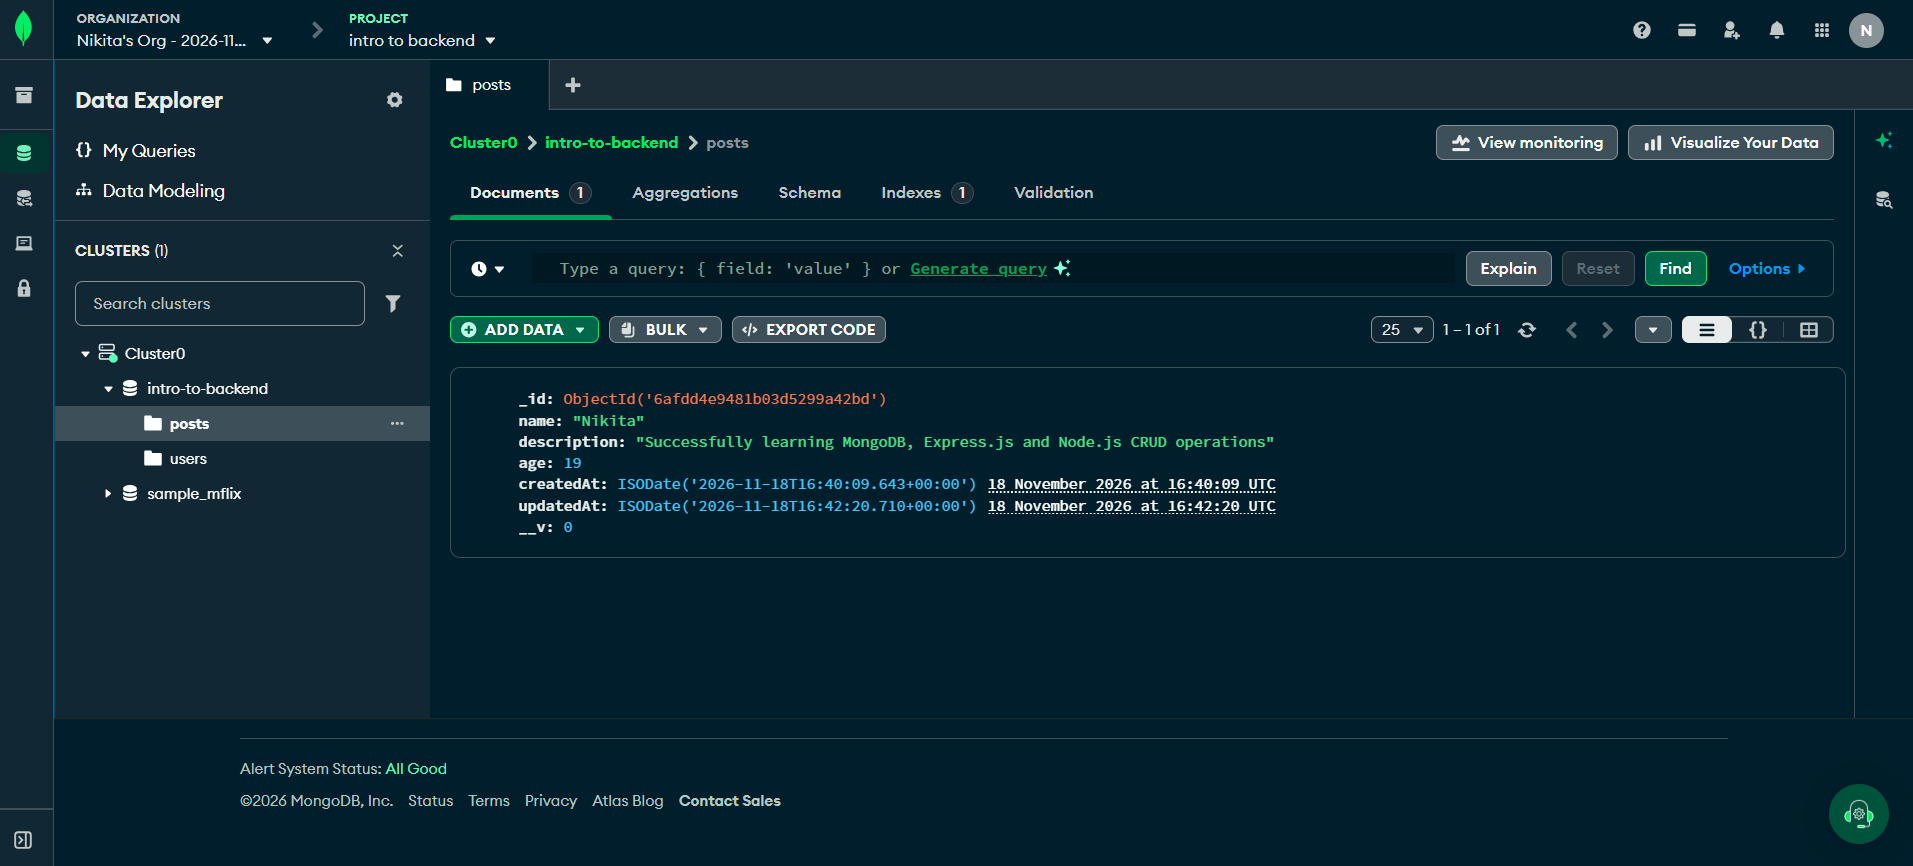 ORGANIZATION
Nikita's Org - 2026-11...
PROJECT
intro to backend
N
Data Explorer
My Queries
Data Modeling
CLUSTERS (1)
Search clusters
Cluster0
intro-to-backend
posts
users
sample_mflix
posts
Cluster0 > intro-to-backend > posts
View monitoring
Visualize Your Data
Documents 1
Aggregations
Schema
Indexes 1
Validation
Type a query: { field: 'value' } or Generate query
Explain
Reset
Find
Options
ADD DATA
BULK
EXPORT CODE
25
1 – 1 of 1
_id: ObjectId('6afdd4e9481b03d5299a42bd')
name: "Nikita"
description: "Successfully learning MongoDB, Express.js and Node.js CRUD operations"
age: 19
createdAt: ISODate('2026-11-18T16:40:09.643+00:00') 18 November 2026 at 16:40:09 UTC
updatedAt: ISODate('2026-11-18T16:42:20.710+00:00') 18 November 2026 at 16:42:20 UTC
__v: 0
Alert System Status: All Good
©2026 MongoDB, Inc. Status Terms Privacy Atlas Blog Contact Sales